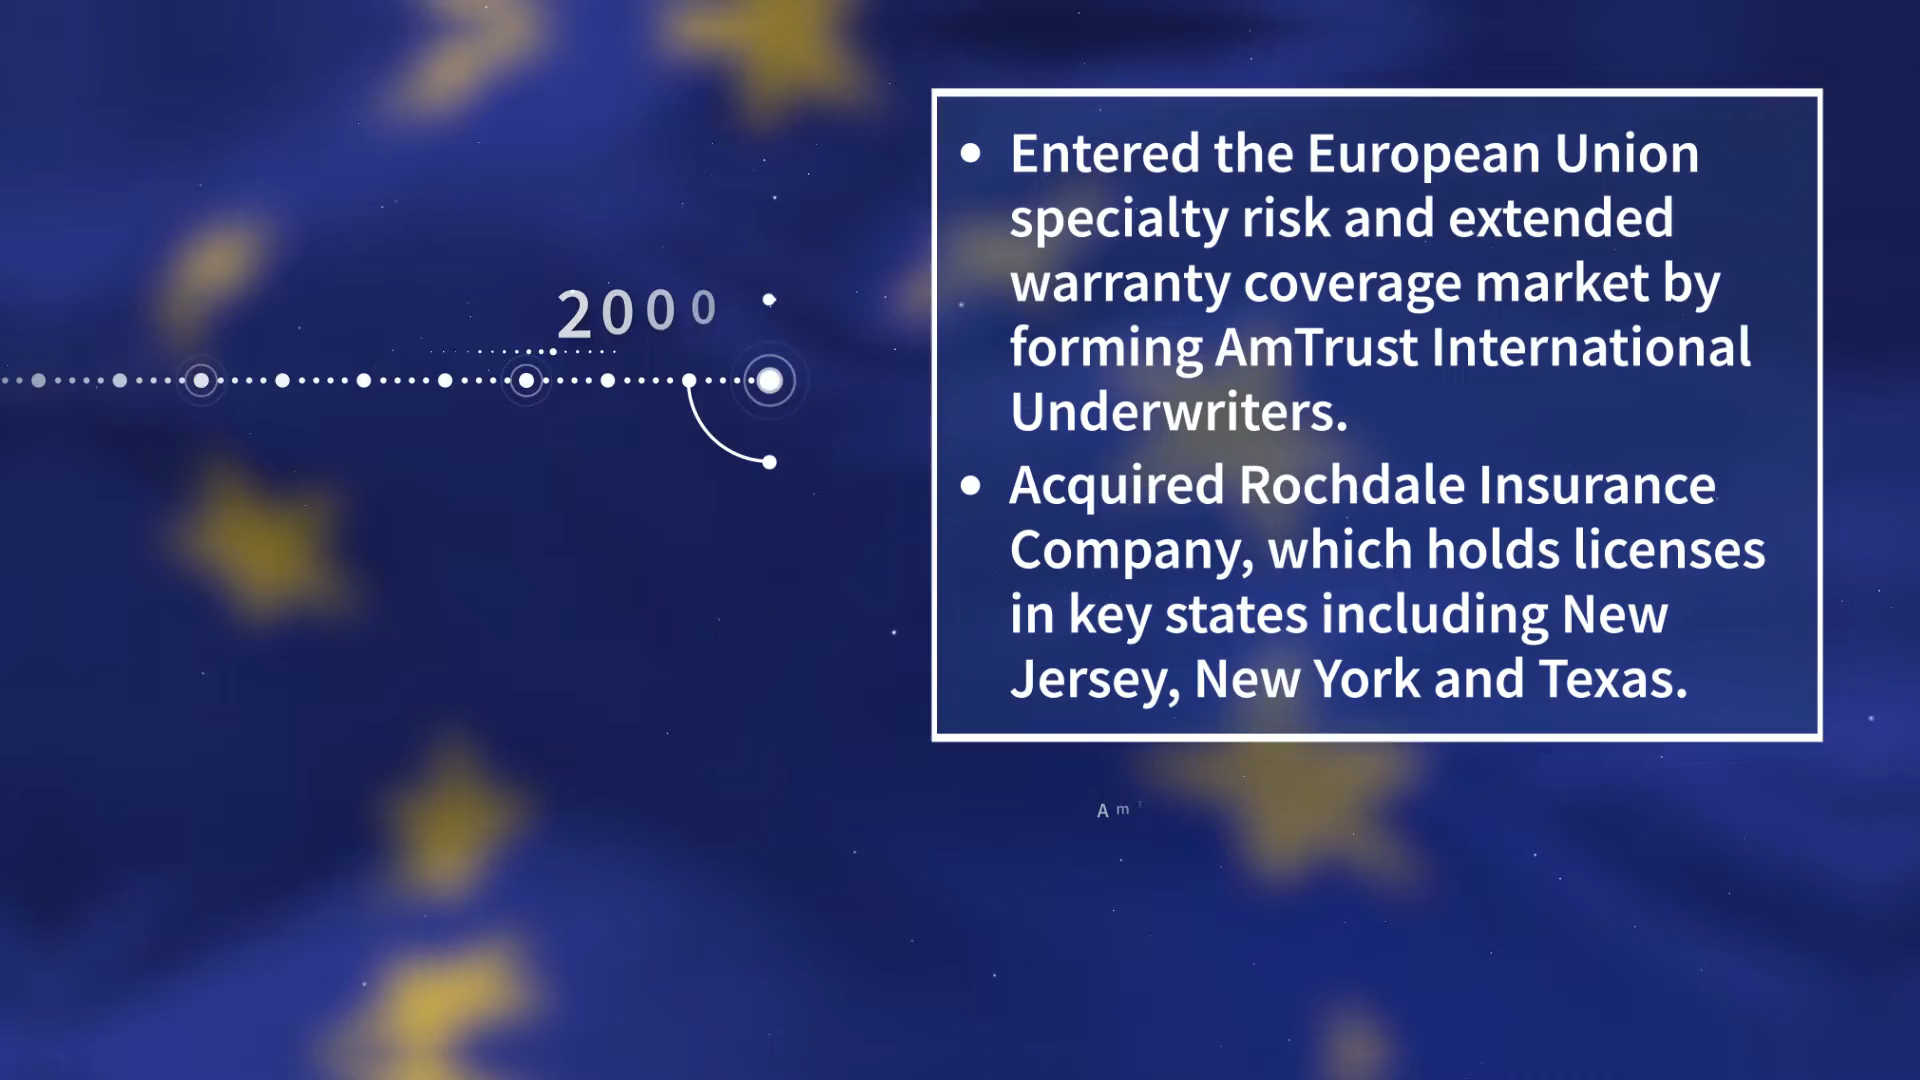 2000
• Entered the European Union
specialty risk and extended
warranty coverage market by
forming AmTrust International
Underwriters.
• Acquired Rochdale Insurance
Company, which holds licenses
in key states including New
Jersey, New York and Texas.
Am T